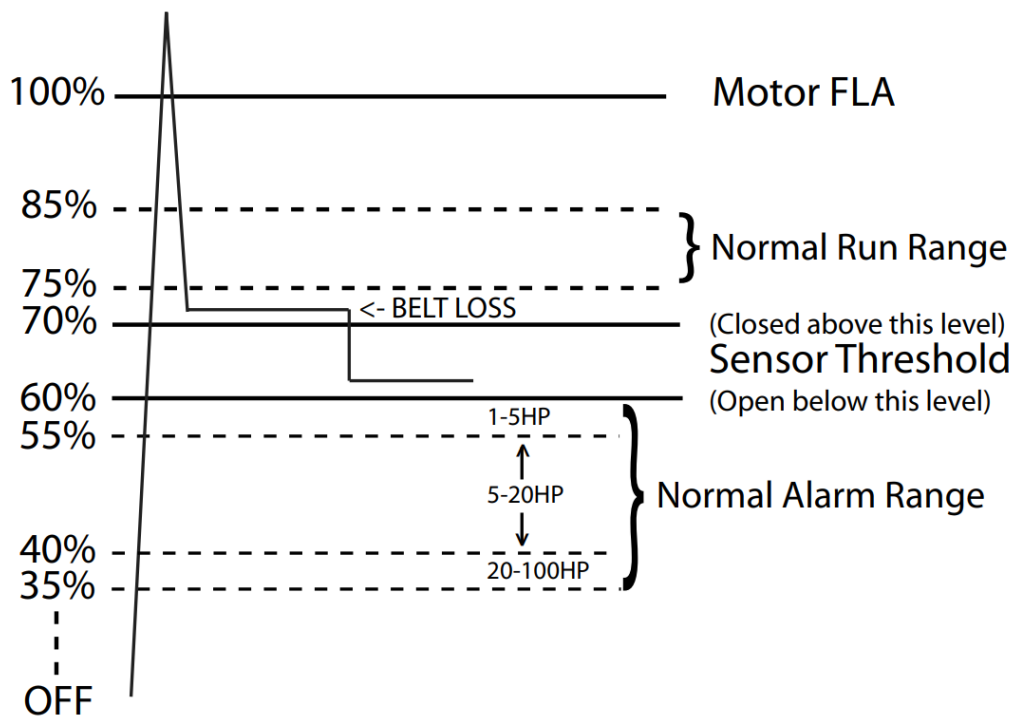 100%
Motor FLA
85%
Normal Run Range
75%
<- BELT LOSS
70%
(Closed above this level)
Sensor Threshold
60%
(Open below this level)
1-5HP
55%
5-20HP
Normal Alarm Range
40%
20-100HP
35%
OFF